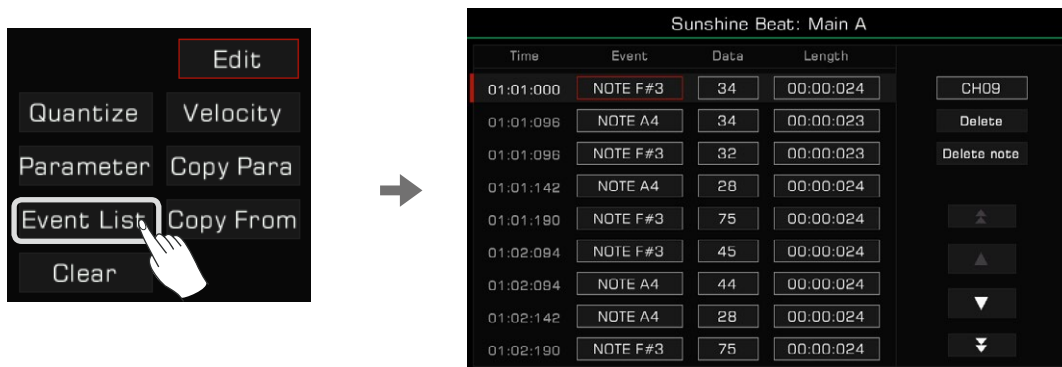 Edit
Quantize Velocity
Parameter Copy Para
Event List Copy From
Clear
Sunshine Beat: Main A
Time Event Data Length
01:01:000 NOTE F#3 34 00:00:024 CH09
01:01:096 NOTE A4 34 00:00:023 Delete
01:01:096 NOTE F#3 32 00:00:023 Delete note
01:01:142 NOTE A4 28 00:00:024
01:01:190 NOTE F#3 75 00:00:024
01:02:094 NOTE F#3 45 00:00:024
01:02:094 NOTE A4 44 00:00:024
01:02:142 NOTE A4 28 00:00:024
01:02:190 NOTE F#3 75 00:00:024